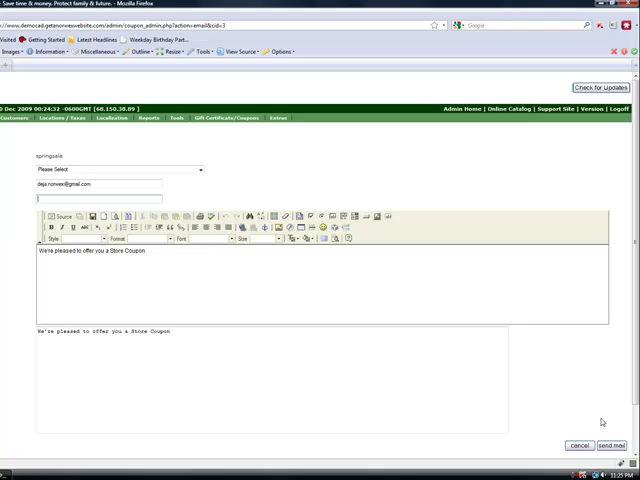 - Save time & money. Protect family & future. - Mozilla Firefox
www.democad.getanorwexwebsite.com/admin/coupon_admin.php?action=email&cid=3
Google
Visited Getting Started Latest Headlines Weekday Birthday Part...
Images Information Miscellaneous Outline Resize Tools View Source Options
Check for Updates
0 Dec 2009 00:24:32 -0600GMT [68.150.38.89 ]
Admin Home | Online Catalog | Support Site | Version | Logoff
Customers Locations / Taxes Localization Reports Tools Gift Certificate/Coupons Extras
springsale
Please Select
deja.norwex@gmail.com
Source
B I U ABC
Style Format Font Size
We're pleased to offer you a Store Coupon
We're pleased to offer you a Store Coupon
cancel send mail
11:25 PM